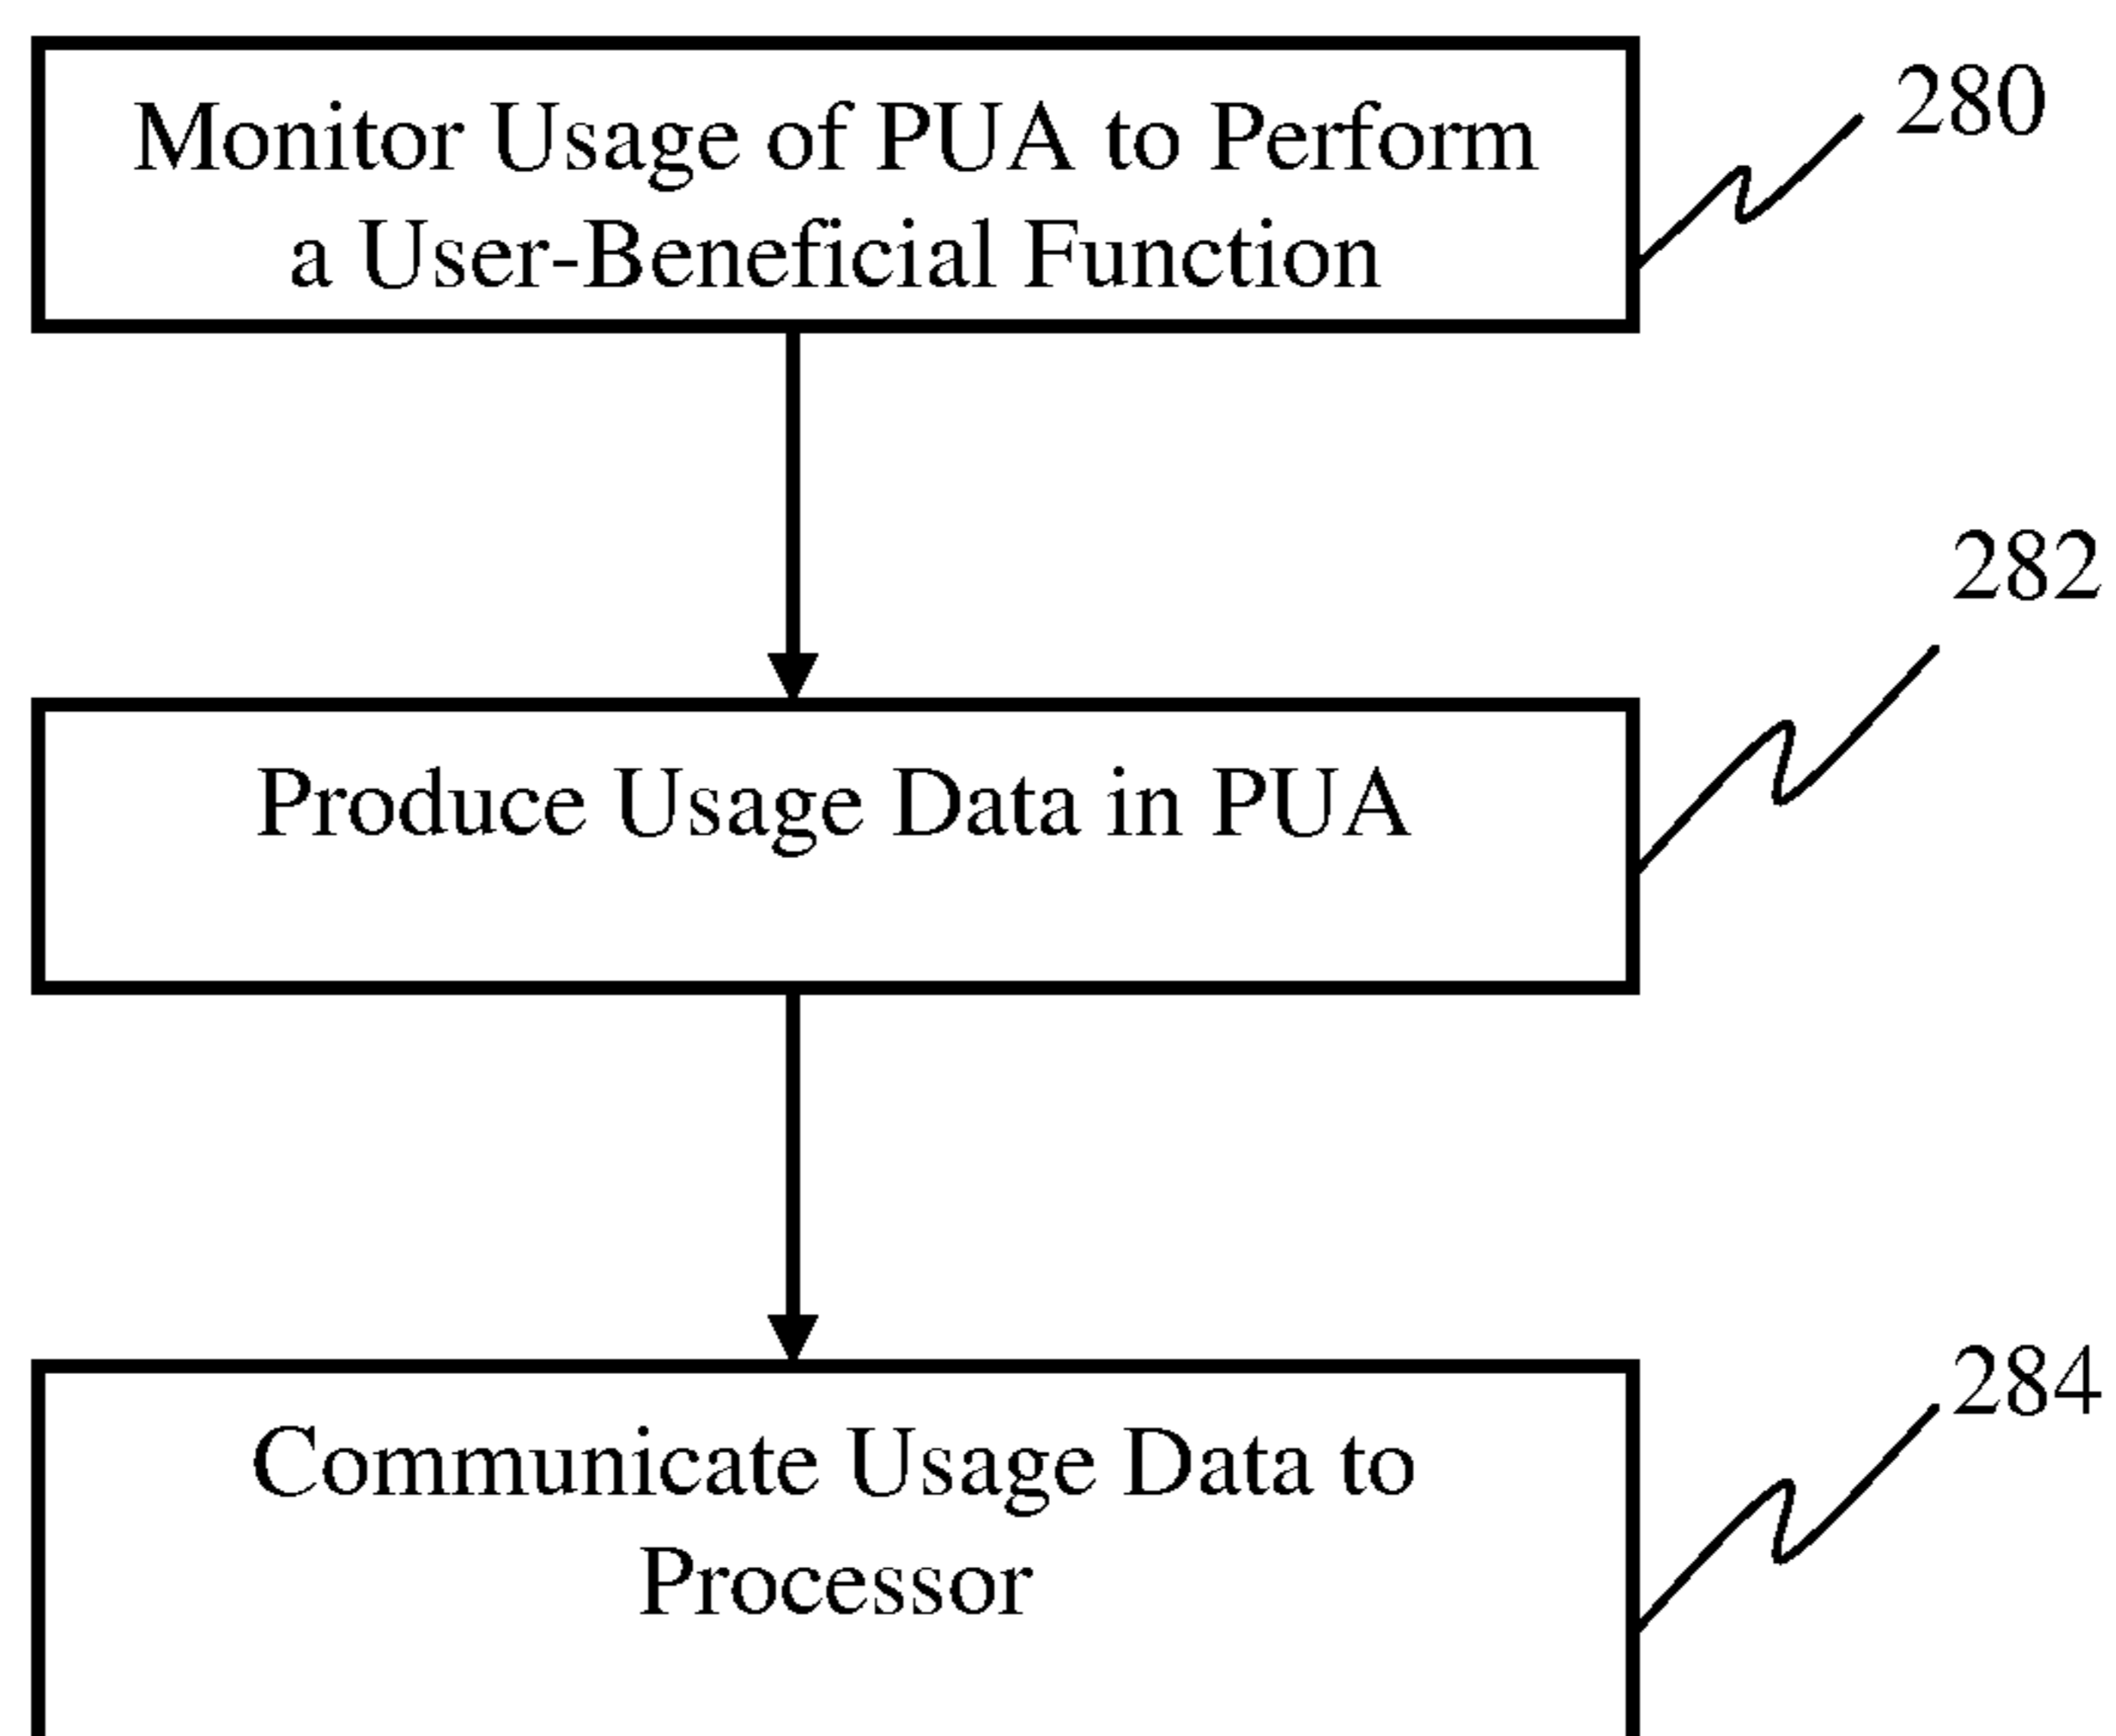 Monitor Usage of PUA to Perform
a User-Beneficial Function
280
282
Produce Usage Data in PUA
284
Communicate Usage Data to
Processor